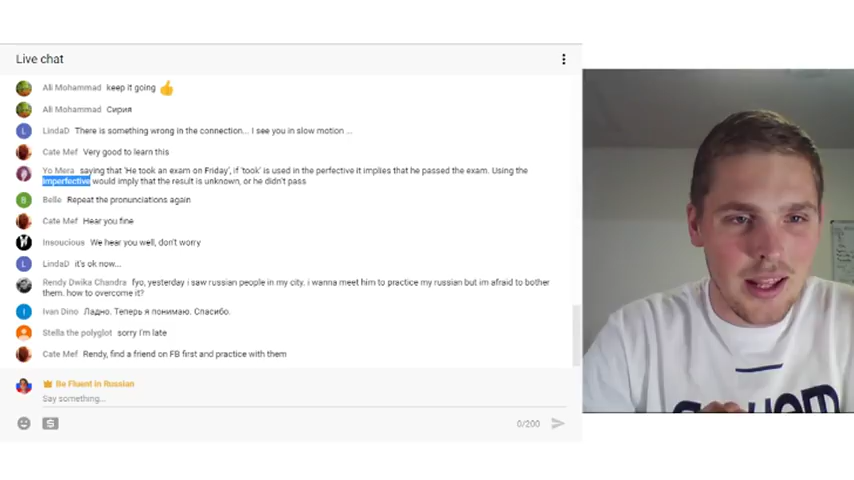 Live chat
Ali Mohammad keep it going
Ali Mohammad Сирия
LindaD There is something wrong in the connection... I see you in slow motion ...
Cate Mef Very good to learn this
Yo Mera saying that 'He took an exam on Friday', if 'took' is used in the perfective it implies that he passed the exam. Using the
imperfective would imply that the result is unknown, or he didn't pass
Belle Repeat the pronunciations again
Cate Mef Hear you fine
Insoucious We hear you well, don't worry
LindaD it's ok now...
Rendy Dwika Chandra fyo, yesterday i saw russian people in my city. i wanna meet him to practice my russian but im afraid to bother
them. how to overcome it?
Ivan Dino Ладно. Теперь я понимаю. Спасибо.
Stella the polyglot sorry I'm late
Cate Mef Rendy, find a friend on FB first and practice with them
Be Fluent in Russian
Say something...
0/200